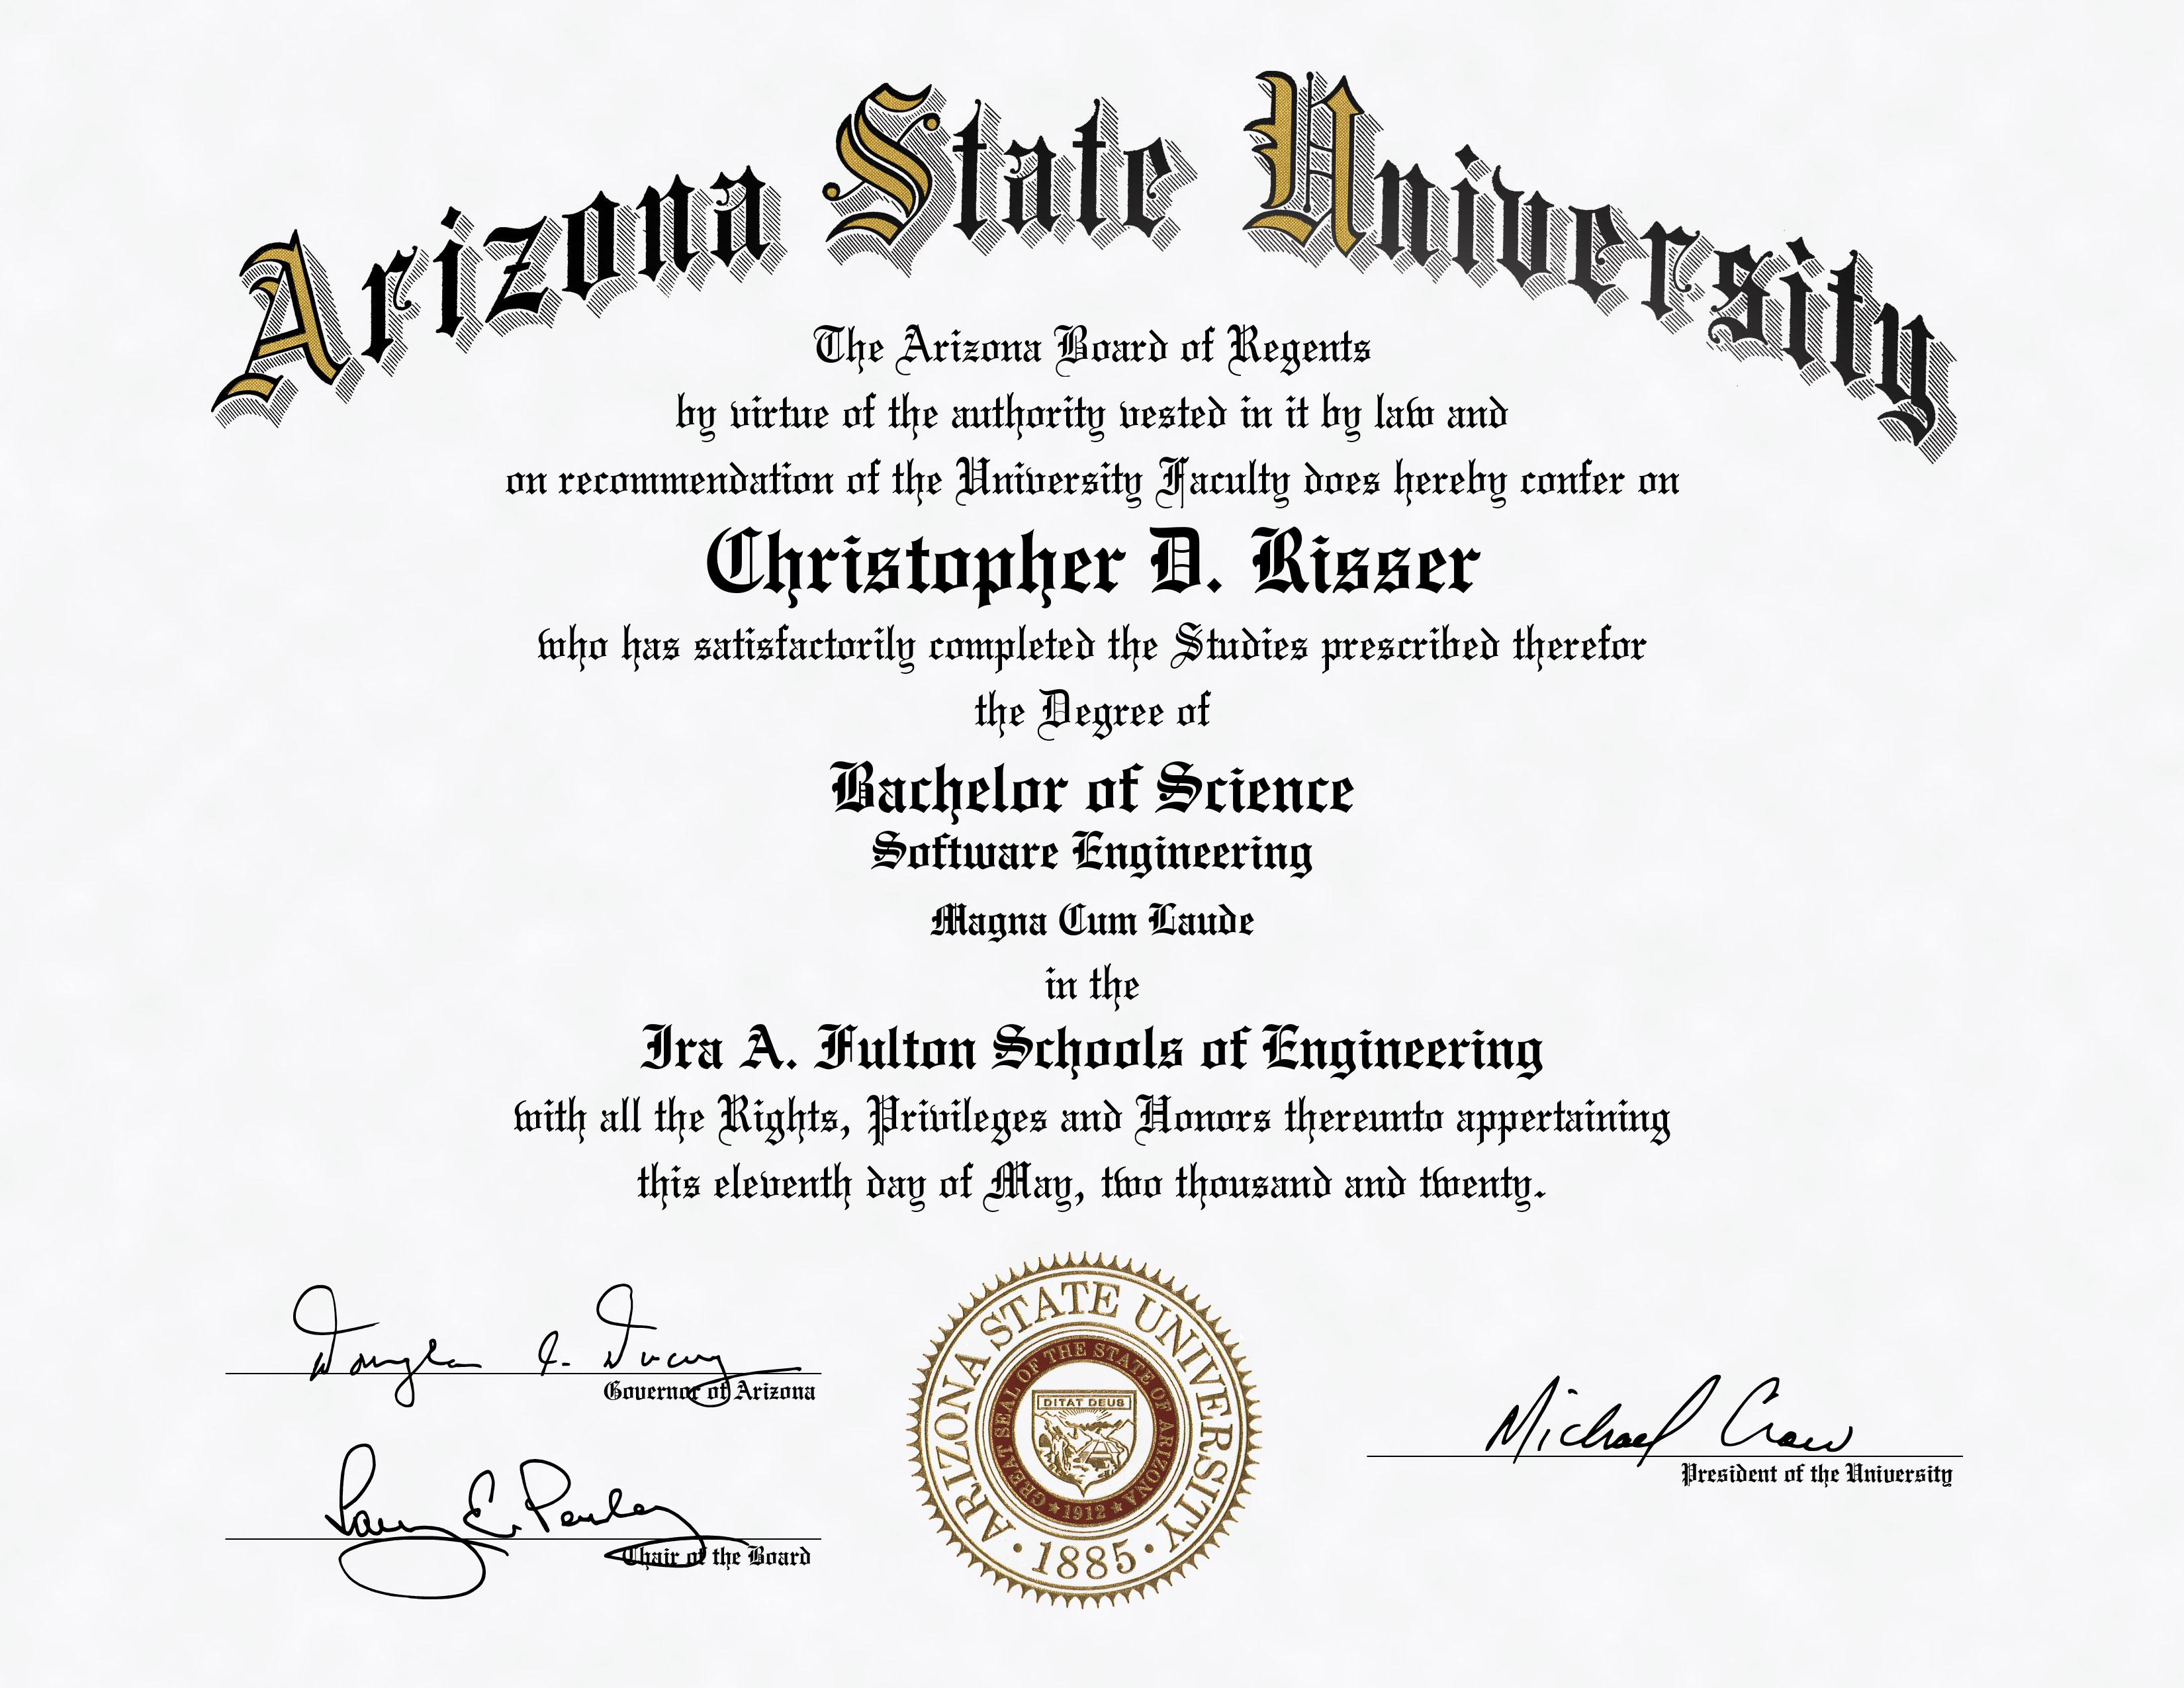 Arizona State University
The Arizona Board of Regents
by virtue of the authority vested in it by law and
on recommendation of the University Faculty does hereby confer on
Christopher D. Risser
who has satisfactorily completed the Studies prescribed therefor
the Degree of
Bachelor of Science
Software Engineering
Magna Cum Laude
in the
Ira A. Fulton Schools of Engineering
with all the Rights, Privileges and Honors thereunto appertaining
this eleventh day of May, two thousand and twenty.
Douglas A. Ducey
Governor of Arizona
Larry E. Penley
Chair of the Board
ARIZONA STATE UNIVERSITY
GREAT SEAL OF THE STATE OF ARIZONA
DITAT DEUS
★ 1912 ★
· 1885 ·
Michael Crow
President of the University